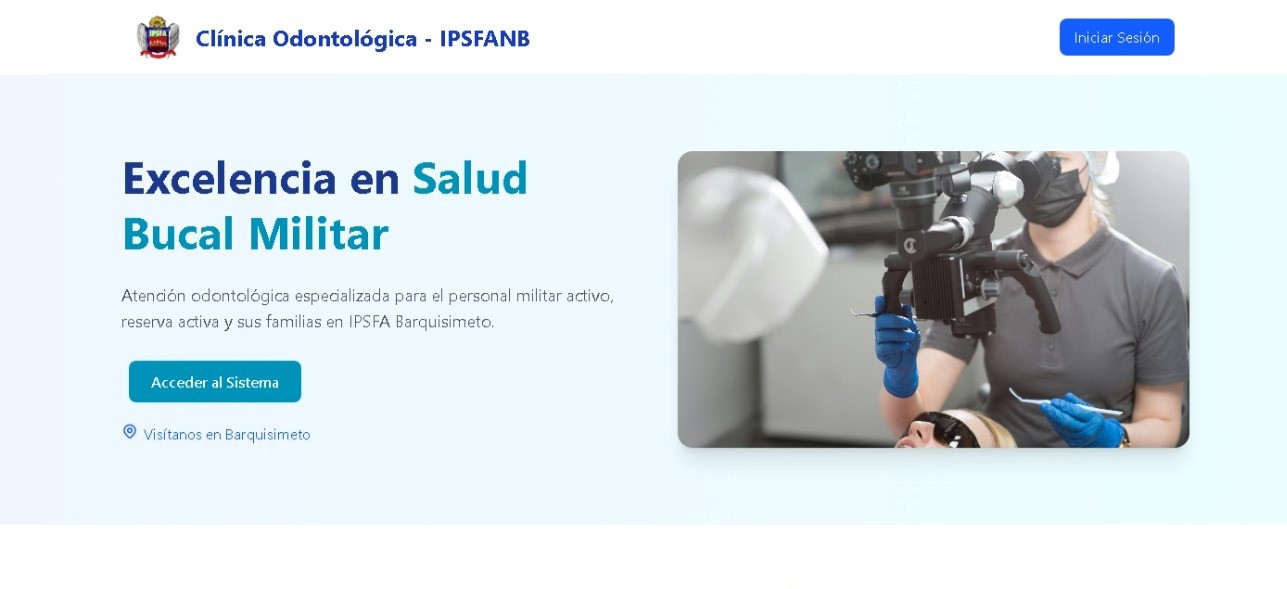 IPSFA
Clínica Odontológica - IPSFANB
Iniciar Sesión
Excelencia en Salud
Bucal Militar
Atención odontológica especializada para el personal militar activo,
reserva activa y sus familias en IPSFA Barquisimeto.
Acceder al Sistema
Visítanos en Barquisimeto